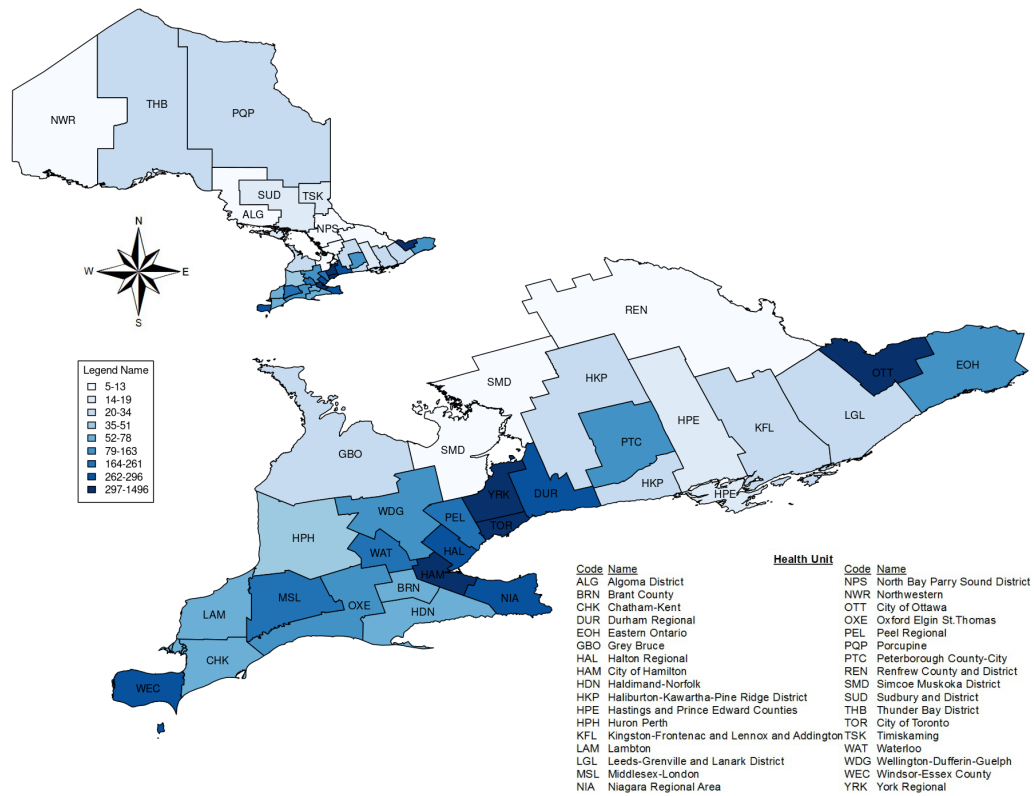 NWR
THB
PQP
SUD
TSK
ALG
NPS
N
W
E
S
REN
Legend Name
5-13
14-19
20-34
35-51
52-78
79-163
164-261
262-296
297-1496
SMD
HKP
OTT
EOH
HPE
LGL
KFL
PTC
GBO
SMD
HKP
HPE
YRK
DUR
WDG
PEL
TOR
HPH
WAT
HAL
HAM
BRN
NIA
MSL
OXE
HDN
LAM
CHK
WEC
Health Unit
Code Name
ALG Algoma District
BRN Brant County
CHK Chatham-Kent
DUR Durham Regional
EOH Eastern Ontario
GBO Grey Bruce
HAL Halton Regional
HAM City of Hamilton
HDN Haldimand-Norfolk
HKP Haliburton-Kawartha-Pine Ridge District
HPE Hastings and Prince Edward Counties
HPH Huron Perth
KFL Kingston-Frontenac and Lennox and Addington
LAM Lambton
LGL Leeds-Grenville and Lanark District
MSL Middlesex-London
NIA Niagara Regional Area
Code Name
NPS North Bay Parry Sound District
NWR Northwestern
OTT City of Ottawa
OXE Oxford Elgin St.Thomas
PEL Peel Regional
PQP Porcupine
PTC Peterborough County-City
REN Renfrew County and District
SMD Simcoe Muskoka District
SUD Sudbury and District
THB Thunder Bay District
TOR City of Toronto
TSK Timiskaming
WAT Waterloo
WDG Wellington-Dufferin-Guelph
WEC Windsor-Essex County
YRK York Regional